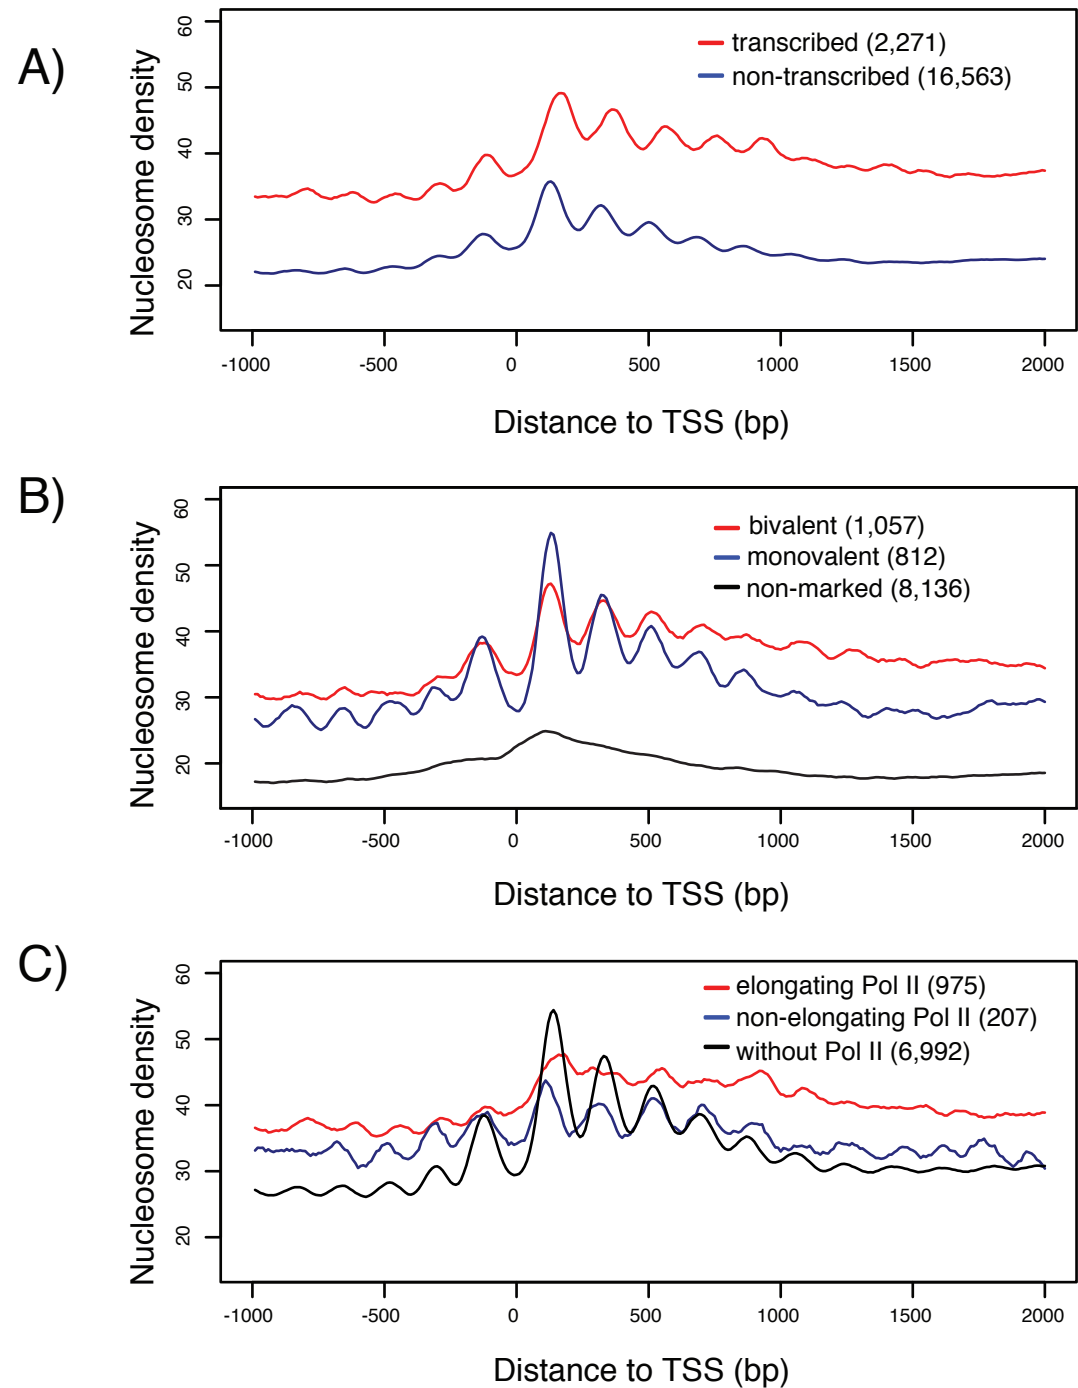 A)
Nucleosome density
60
50
40
30
20
transcribed (2,271)
non-transcribed (16,563)
-1000 -500 0 500 1000 1500 2000
Distance to TSS (bp)
B)
Nucleosome density
60
50
40
30
20
bivalent (1,057)
monovalent (812)
non-marked (8,136)
-1000 -500 0 500 1000 1500 2000
Distance to TSS (bp)
C)
Nucleosome density
60
50
40
30
20
elongating Pol II (975)
non-elongating Pol II (207)
without Pol II (6,992)
-1000 -500 0 500 1000 1500 2000
Distance to TSS (bp)